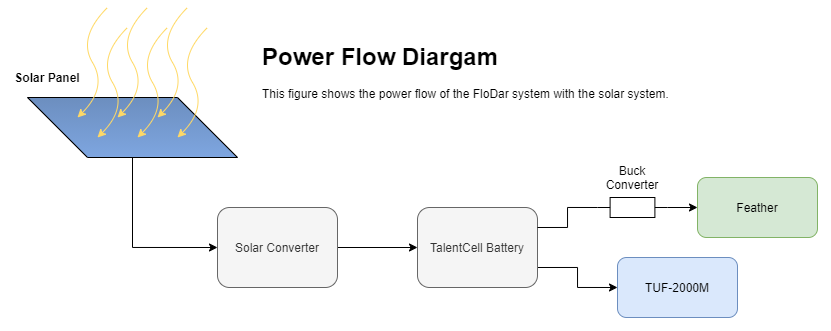 Power Flow Diargam
Solar Panel
This figure shows the power flow of the FloDar system with the solar system.
Buck
Converter
Feather
Solar Converter
TalentCell Battery
TUF-2000M